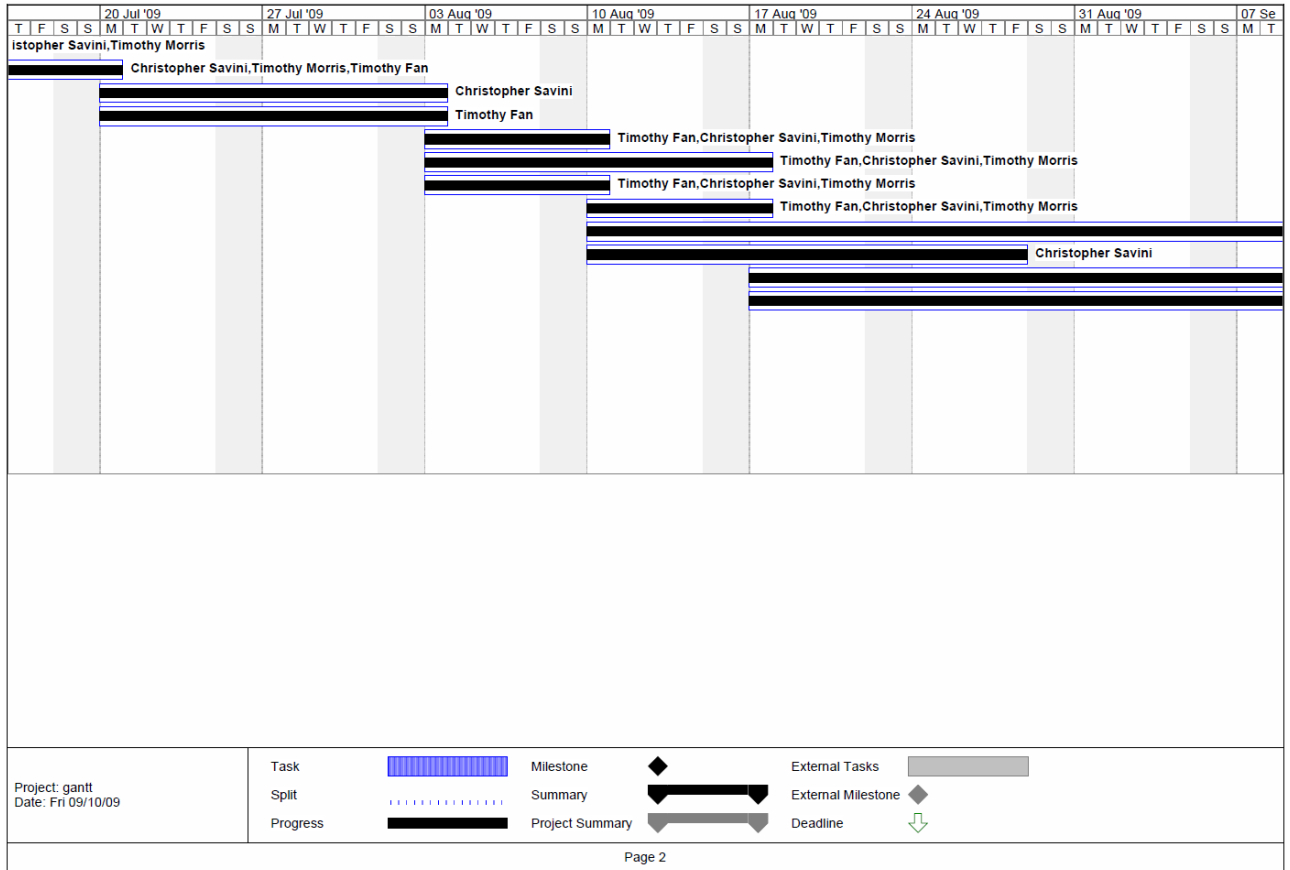 20 Jul '09 27 Jul '09 03 Aug '09 10 Aug '09 17 Aug '09 24 Aug '09 31 Aug '09 07 Se
T F S S M T W T F S S M T W T F S S M T W T F S S M T W T F S S M T W T F S S M T W T F S S M T W T F S S M T
istopher Savini,Timothy Morris
Christopher Savini,Timothy Morris,Timothy Fan
Christopher Savini
Timothy Fan
Timothy Fan,Christopher Savini,Timothy Morris
Timothy Fan,Christopher Savini,Timothy Morris
Timothy Fan,Christopher Savini,Timothy Morris
Timothy Fan,Christopher Savini,Timothy Morris
Christopher Savini
Project: gantt
Date: Fri 09/10/09
Task Milestone External Tasks
Split Summary External Milestone
Progress Project Summary Deadline
Page 2